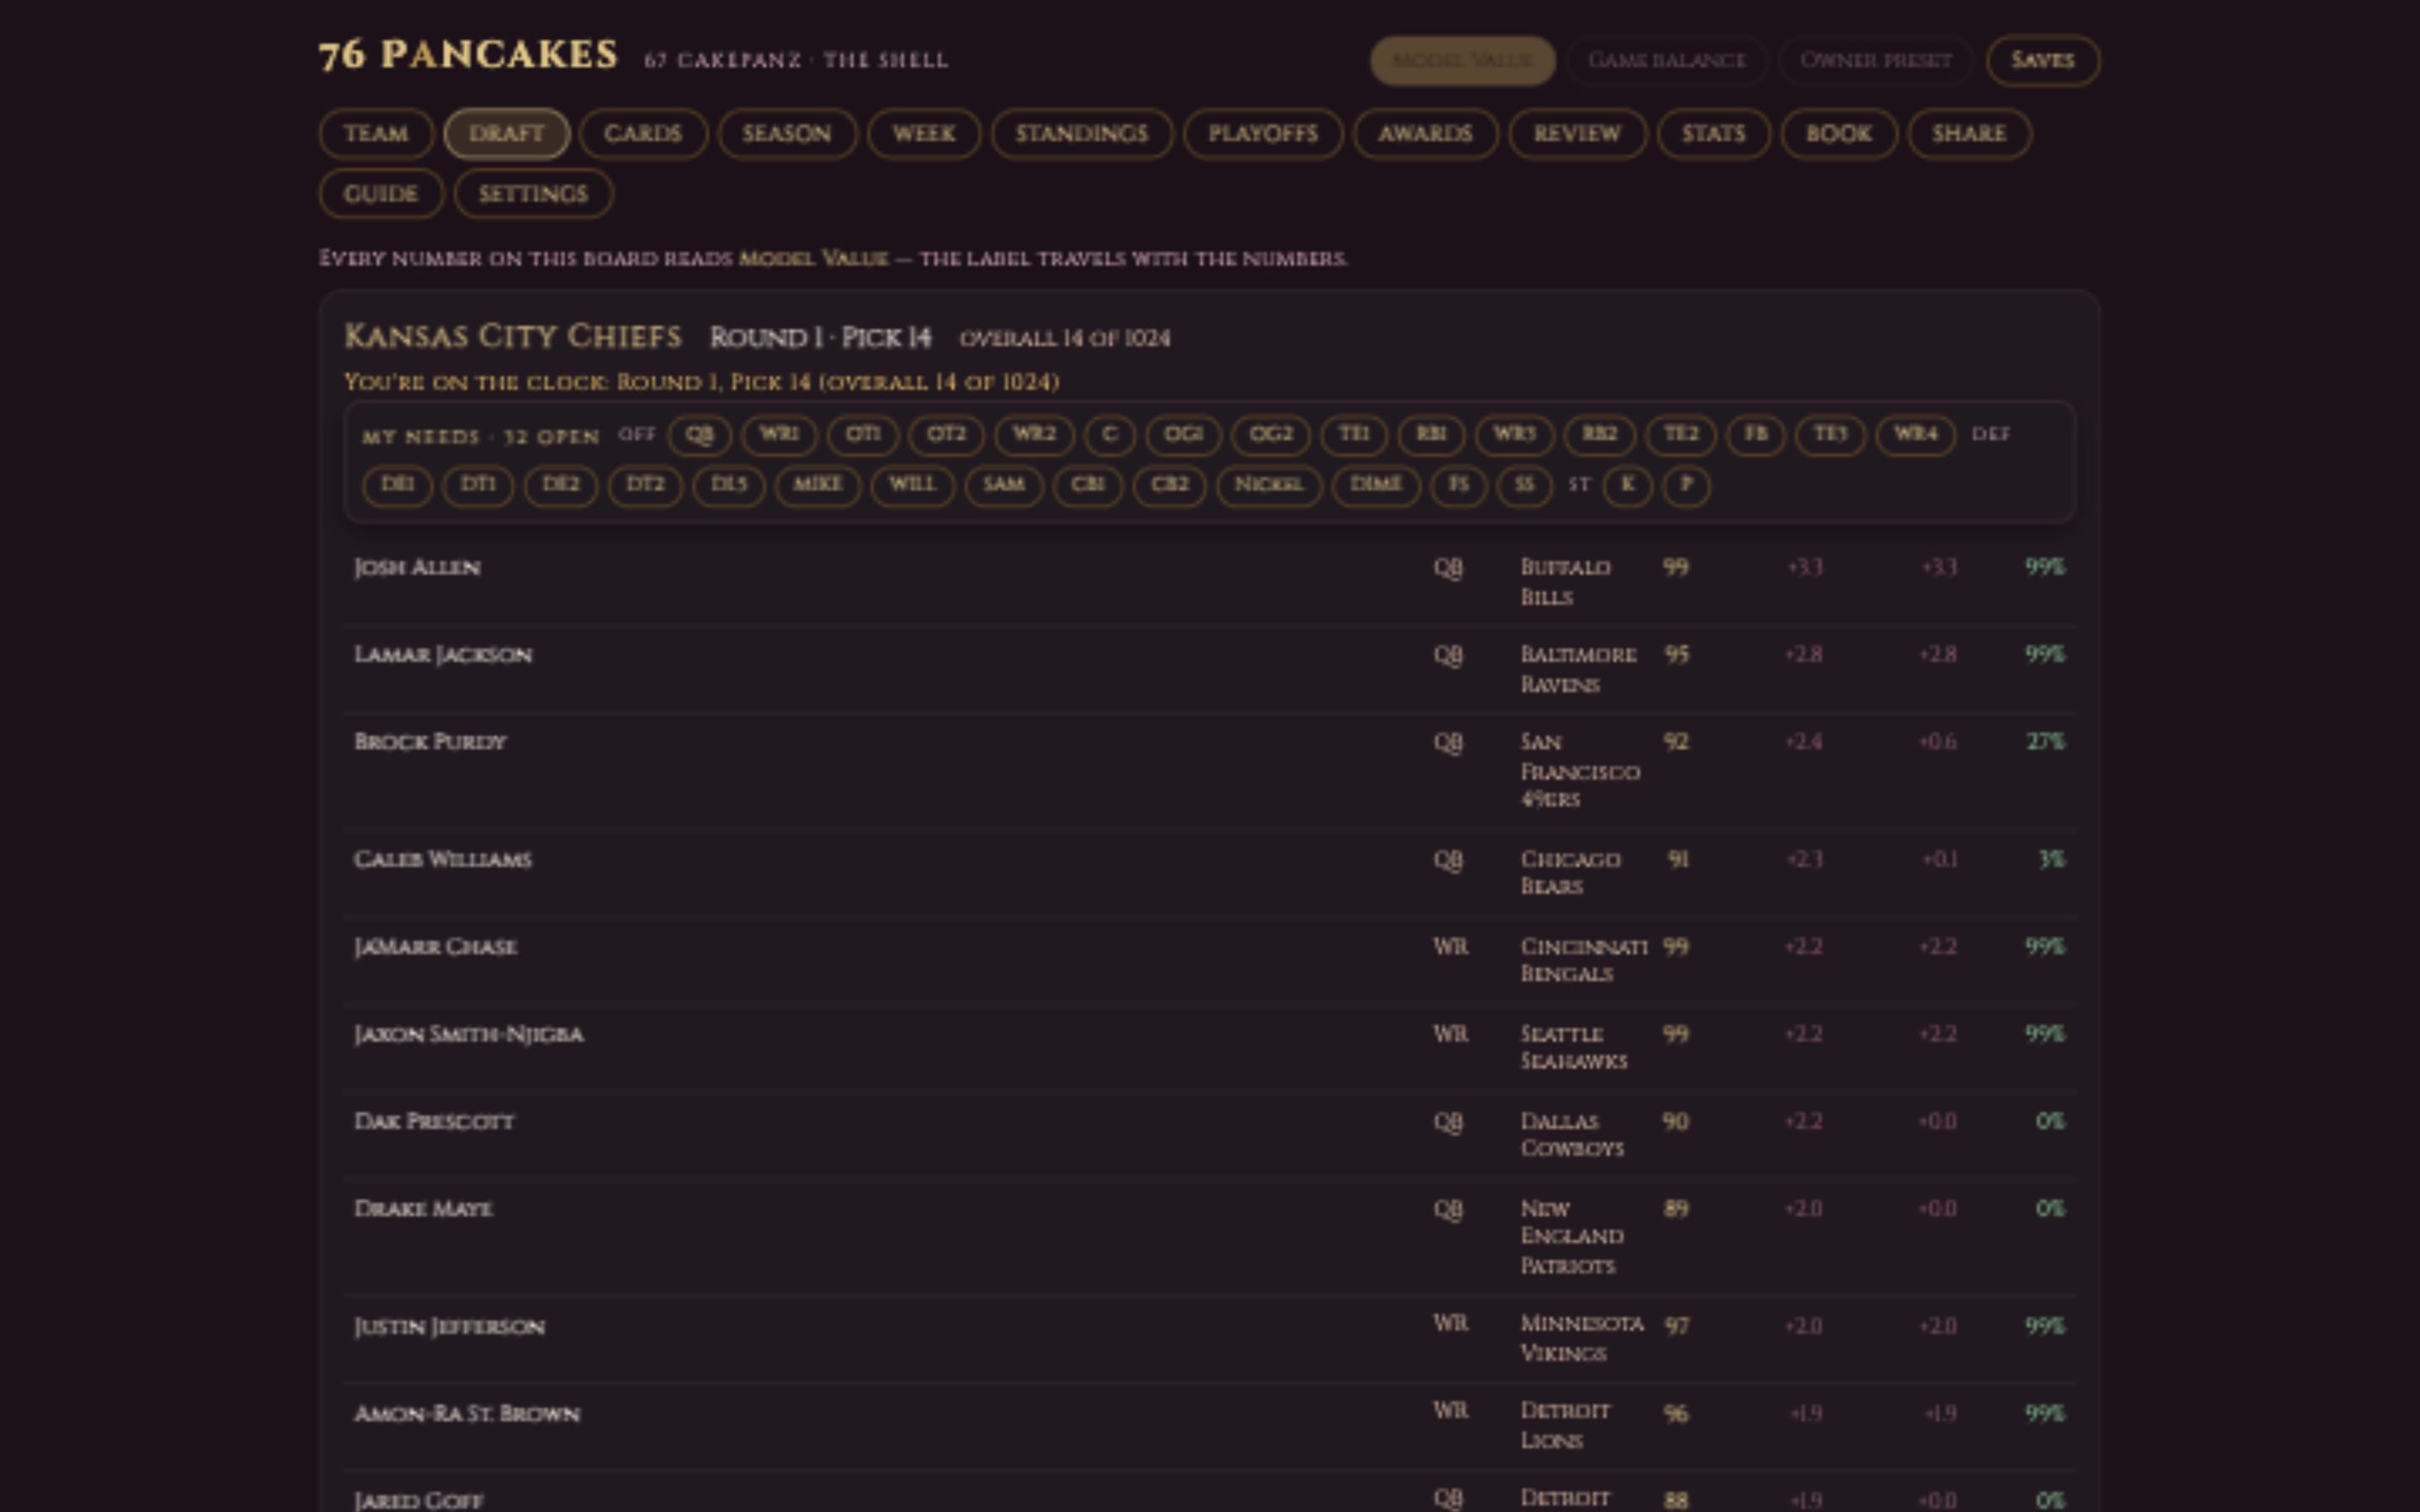 76 Pancakes 67 Cakepanz · The Shell Model Value Game balance Owner preset Saves
Team Draft Cards Season Week Standings Playoffs Awards Review Stats Book Share
Guide Settings
Every number on this board reads Model Value — the label travels with the numbers.
Kansas City Chiefs Round 1 · Pick 14 overall 14 of 1024
You're on the clock: Round 1, Pick 14 (overall 14 of 1024)
My needs · 32 open OFF QB WR1 OT1 OT2 WR2 C OG1 OG2 TE1 RB1 WR3 RB2 TE2 FB TE3 WR4 DEF
DE1 DT1 DE2 DT2 DL5 MIKE WILL SAM CB1 CB2 Nickel DIME FS SS ST K P
Josh Allen QB Buffalo Bills 99 +3.3 +3.3 99%
Lamar Jackson QB Baltimore Ravens 95 +2.8 +2.8 99%
Brock Purdy QB San Francisco 49ers 92 +2.4 +0.6 27%
Caleb Williams QB Chicago Bears 91 +2.3 +0.1 3%
Ja'Marr Chase WR Cincinnati Bengals 99 +2.2 +2.2 99%
Jaxon Smith-Njigba WR Seattle Seahawks 99 +2.2 +2.2 99%
Dak Prescott QB Dallas Cowboys 90 +2.2 +0.0 0%
Drake Maye QB New England Patriots 89 +2.0 +0.0 0%
Justin Jefferson WR Minnesota Vikings 97 +2.0 +2.0 99%
Amon-Ra St. Brown WR Detroit Lions 96 +1.9 +1.9 99%
Jared Goff QB Detroit 88 +1.9 +0.0 0%